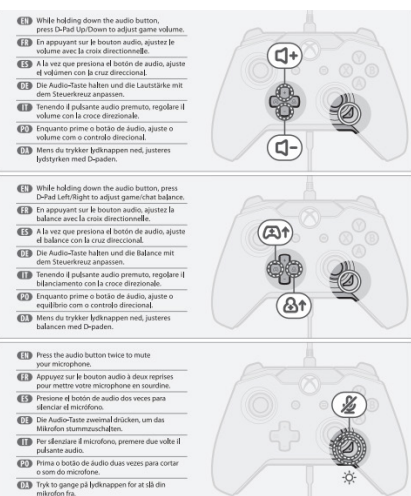 EN While holding down the audio button,
press D-Pad Up/Down to adjust game volume.
FR En appuyant sur le bouton audio, ajustez le
volume avec la croix directionnelle.
ES A la vez que presiona el botón de audio, ajuste
el volúmen con la cruz direccional.
DE Die Audio-Taste halten und die Lautstärke mit
dem Steuerkreuz anpassen.
IT Tenendo il pulsante audio premuto, regolare il
volume con la croce direzionale.
PO Enquanto prime o botão de áudio, ajuste o
volume com o controlo direcional.
DA Mens du trykker lydknappen ned, justeres
lydstyrken med D-paden.
EN While holding down the audio button, press
D-Pad Left/Right to adjust game/chat balance.
FR En appuyant sur le bouton audio, ajustez la
balance avec la croix directionnelle.
ES A la vez que presiona el botón de audio, ajuste
el balance con la cruz direccional.
DE Die Audio-Taste halten und die Balance mit
dem Steuerkreuz anpassen.
IT Tenendo il pulsante audio premuto, regolare il
bilanciamento con la croce direzionale.
PO Enquanto prime o botão de áudio, ajuste o
equilíbrio com o controlo direcional.
DA Mens du trykker lydknappen ned, justeres
balancen med D-paden.
EN Press the audio button twice to mute
your microphone.
FR Appuyez sur le bouton audio à deux reprises
pour mettre votre microphone en sourdine.
ES Presione el botón de audio dos veces para
silenciar el micrófono.
DE Die Audio-Taste zweimal drücken, um das
Mikrofon stummzuschalten.
IT Per silenziare il microfono, premere due volte il
pulsante audio.
PO Prima o botão de áudio duas vezes para cortar
o som do microfone.
DA Tryk to gange på lydknappen for at slå din
mikrofon fra.